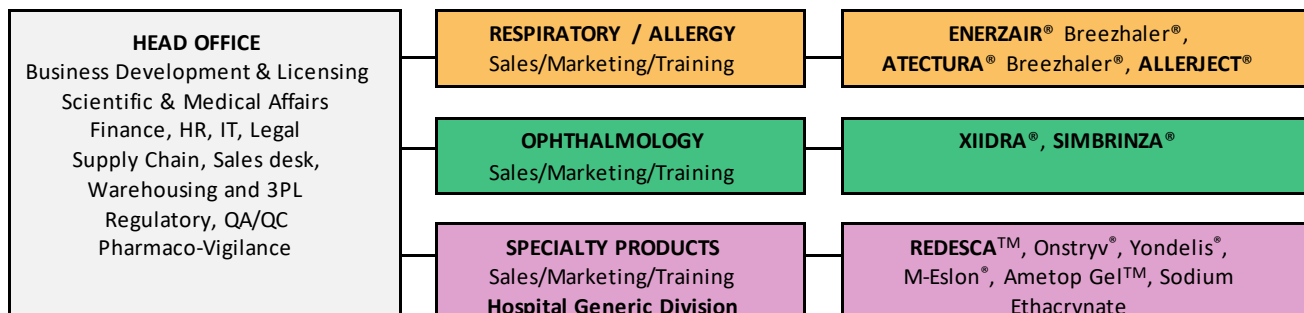 HEAD OFFICE
Business Development & Licensing
Scientific & Medical Affairs
Finance, HR, IT, Legal
Supply Chain, Sales desk,
Warehousing and 3PL
Regulatory, QA/QC
Pharmaco-Vigilance
RESPIRATORY / ALLERGY
Sales/Marketing/Training
ENERZAIR® Breezhaler®,
ATECTURA® Breezhaler®, ALLERJECT®
OPHTHALMOLOGY
Sales/Marketing/Training
XIIDRA®, SIMBRINZA®
SPECIALTY PRODUCTS
Sales/Marketing/Training
Hospital Generic Division
REDESCA™, Onstryv®, Yondelis®,
M-Eslon®, Ametop Gel™, Sodium
Ethacrynate